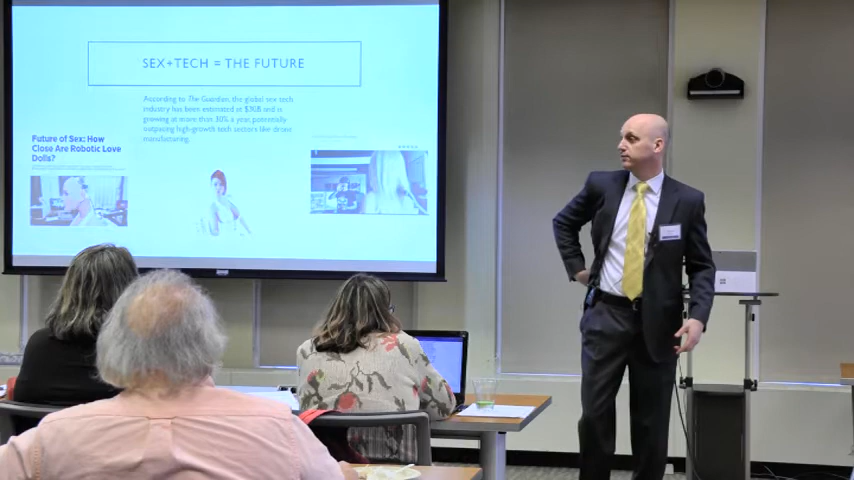 SEX+TECH = THE FUTURE
According to The Guardian, the global sex tech
industry has been estimated at $30B and is
growing at more than 30% a year, potentially
outpacing high-growth tech sectors like drone
manufacturing.
Future of Sex: How
Close Are Robotic Love
Dolls?